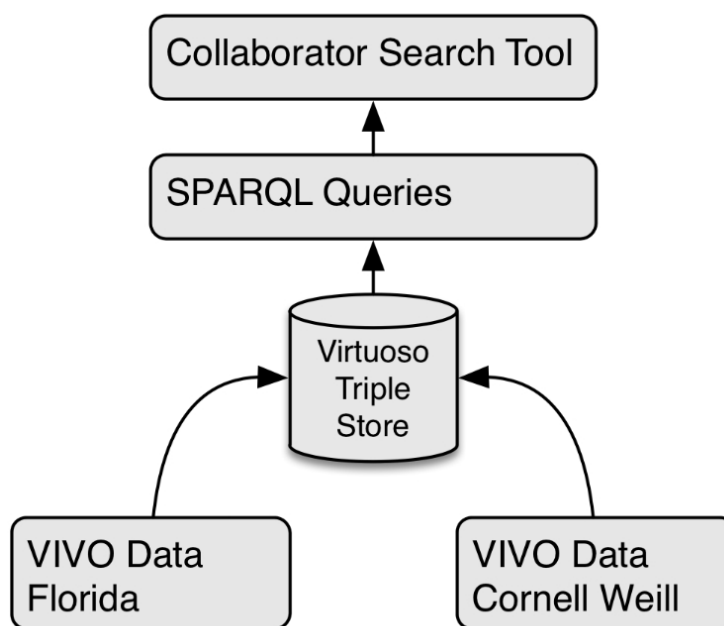 Collaborator Search Tool
SPARQL Queries
Virtuoso
Triple
Store
VIVO Data
Florida
VIVO Data
Cornell Weill